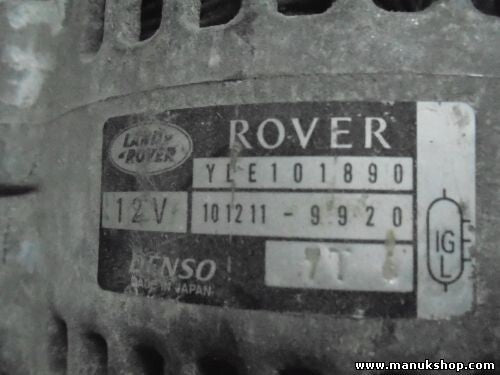 LAND-
ROVER
ROVER
YLE101890
12V
101211-9920
IG
L
DENSO
MADE IN JAPAN
www.manukshop.com